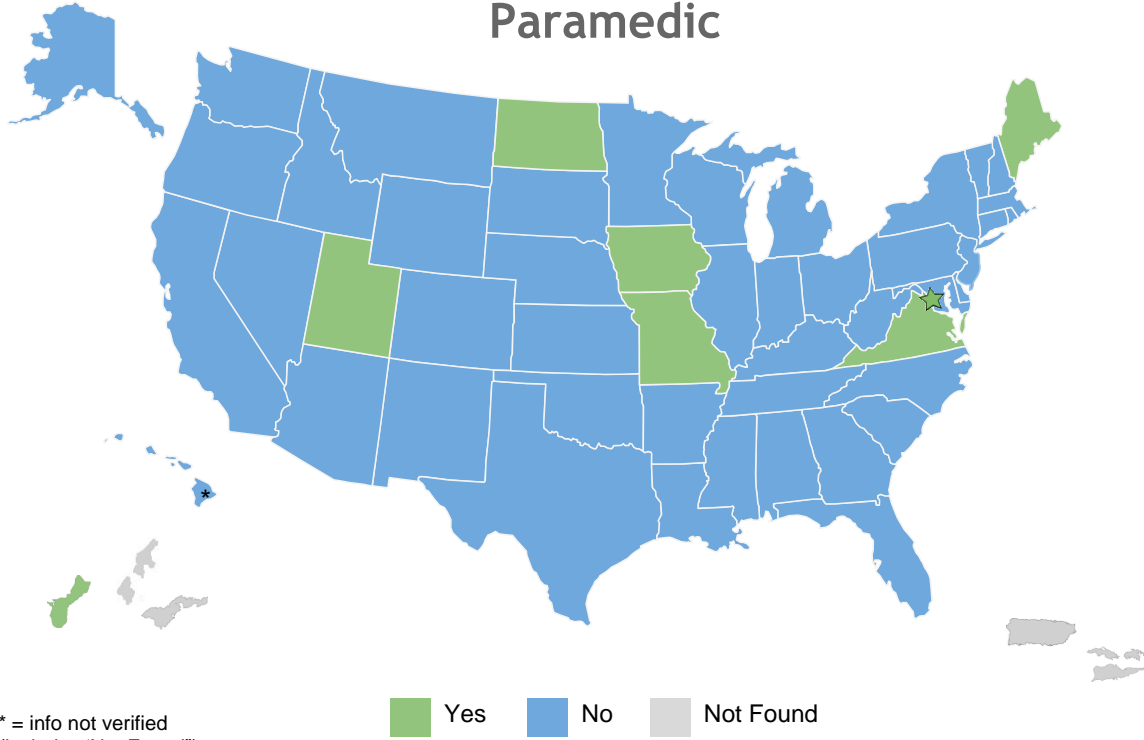 Paramedic
*
Yes
No
Not Found
* = info not verified